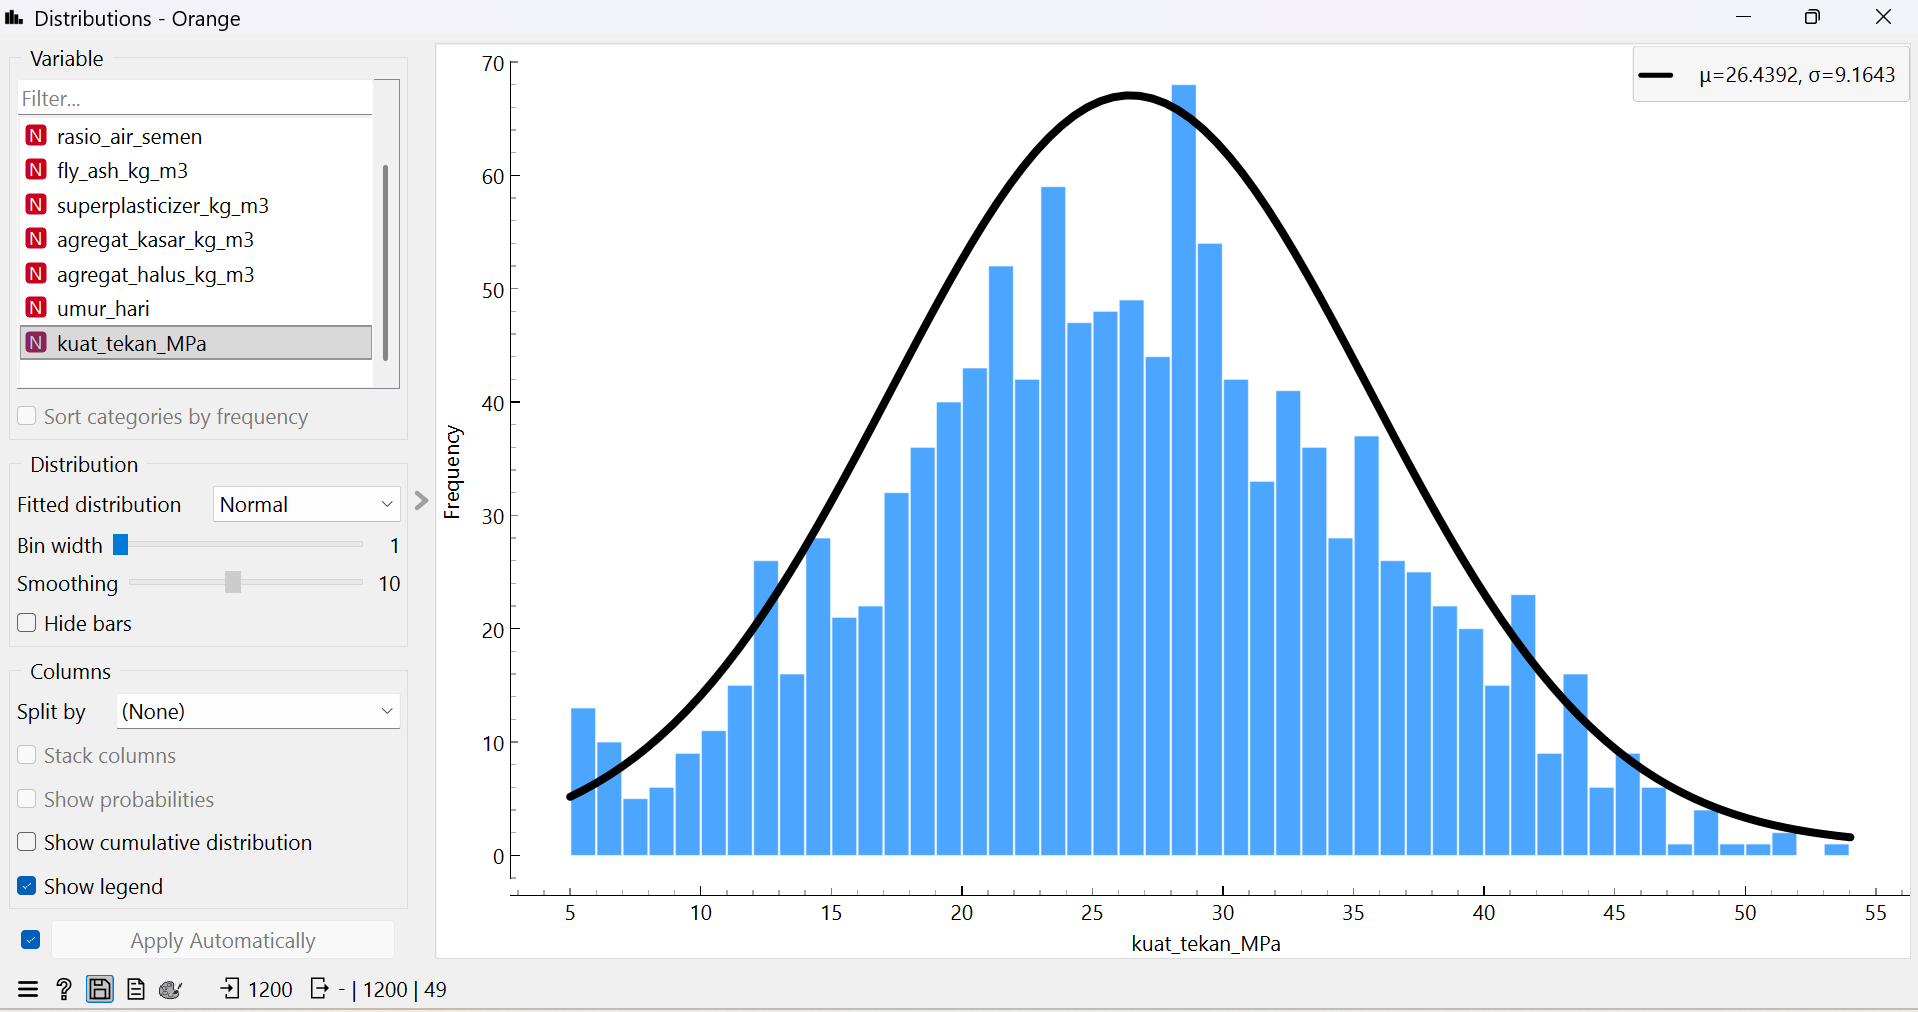 Distributions - Orange
Variable
Filter...
N rasio_air_semen
N fly_ash_kg_m3
N superplasticizer_kg_m3
N agregat_kasar_kg_m3
N agregat_halus_kg_m3
N umur_hari
N kuat_tekan_MPa
Sort categories by frequency
Distribution
Fitted distribution Normal
Bin width 1
Smoothing 10
Hide bars
Columns
Split by (None)
Stack columns
Show probabilities
Show cumulative distribution
Show legend
Apply Automatically
? 1200 - | 1200 | 49
μ=26.4392, σ=9.1643
Frequency
70
60
50
40
30
20
10
0
5 10 15 20 25 30 35 40 45 50 55
kuat_tekan_MPa